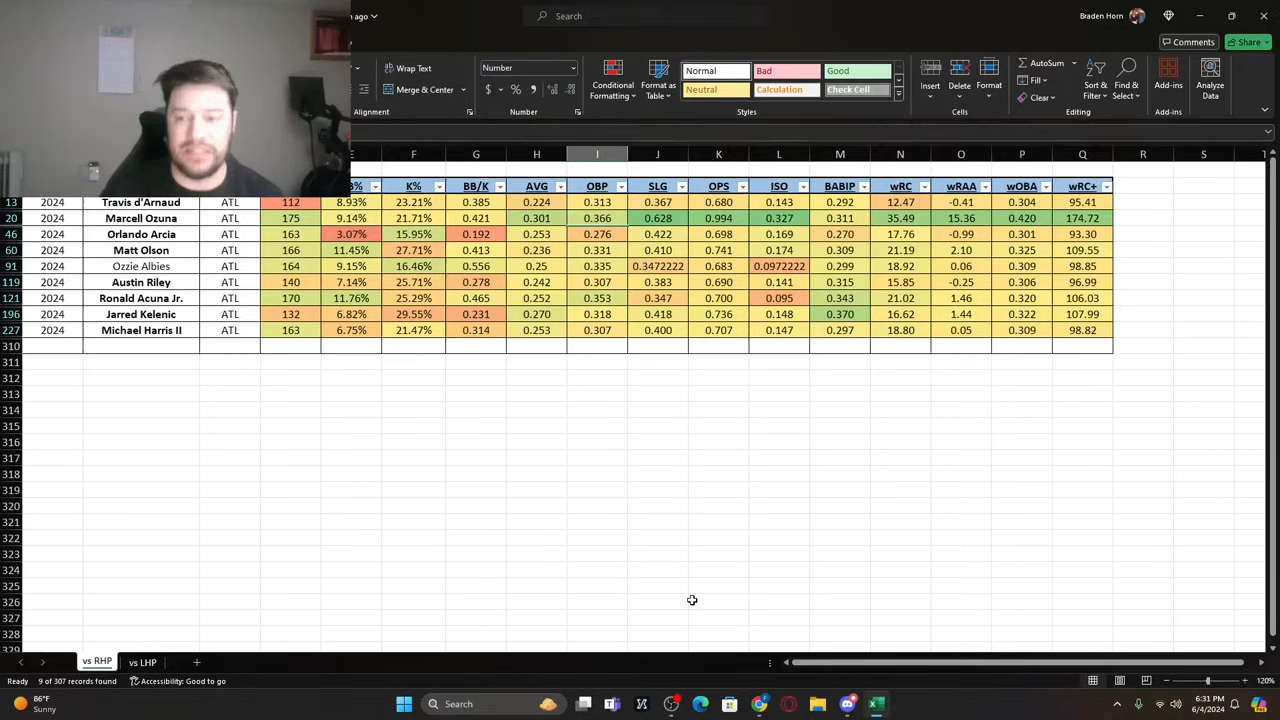 n ago
Search
Braden Horn
Comments
Share
Wrap Text
Number
Normal
Bad
Good
AutoSum
Merge & Center
$ % ,
Conditional Formatting
Format as Table
Neutral
Calculation
Check Cell
Insert
Delete
Format
Fill
Clear
Sort & Filter
Find & Select
Add-ins
Analyze Data
Alignment
Number
Styles
Cells
Editing
Add-ins
E F G H I J K L M N O P Q R S T
B% K% BB/K AVG OBP SLG OPS ISO BABIP wRC wRAA wOBA wRC+
13 2024 Travis d'Arnaud ATL 112 8.93% 23.21% 0.385 0.224 0.313 0.367 0.680 0.143 0.292 12.47 -0.41 0.304 95.41
20 2024 Marcell Ozuna ATL 175 9.14% 21.71% 0.421 0.301 0.366 0.628 0.994 0.327 0.311 35.49 15.36 0.420 174.72
46 2024 Orlando Arcia ATL 163 3.07% 15.95% 0.192 0.253 0.276 0.422 0.698 0.169 0.270 17.76 -0.99 0.301 93.30
60 2024 Matt Olson ATL 166 11.45% 27.71% 0.413 0.236 0.331 0.410 0.741 0.174 0.309 21.19 2.10 0.325 109.55
91 2024 Ozzie Albies ATL 164 9.15% 16.46% 0.556 0.25 0.335 0.3472222 0.683 0.0972222 0.299 18.92 0.06 0.309 98.85
119 2024 Austin Riley ATL 140 7.14% 25.71% 0.278 0.242 0.307 0.383 0.690 0.141 0.315 15.85 -0.25 0.306 96.99
121 2024 Ronald Acuna Jr. ATL 170 11.76% 25.29% 0.465 0.252 0.353 0.347 0.700 0.095 0.343 21.02 1.46 0.320 106.03
196 2024 Jarred Kelenic ATL 132 6.82% 29.55% 0.231 0.270 0.318 0.418 0.736 0.148 0.370 16.62 1.44 0.322 107.99
227 2024 Michael Harris II ATL 163 6.75% 21.47% 0.314 0.253 0.307 0.400 0.707 0.147 0.297 18.80 0.05 0.309 98.82
310
311
312
313
314
315
316
317
318
319
320
321
322
323
324
325
326
327
328
329
vs RHP vs LHP
Ready 9 of 307 records found Accessibility: Good to go 120%
86°F
Sunny
Search
6:31 PM
6/4/2024